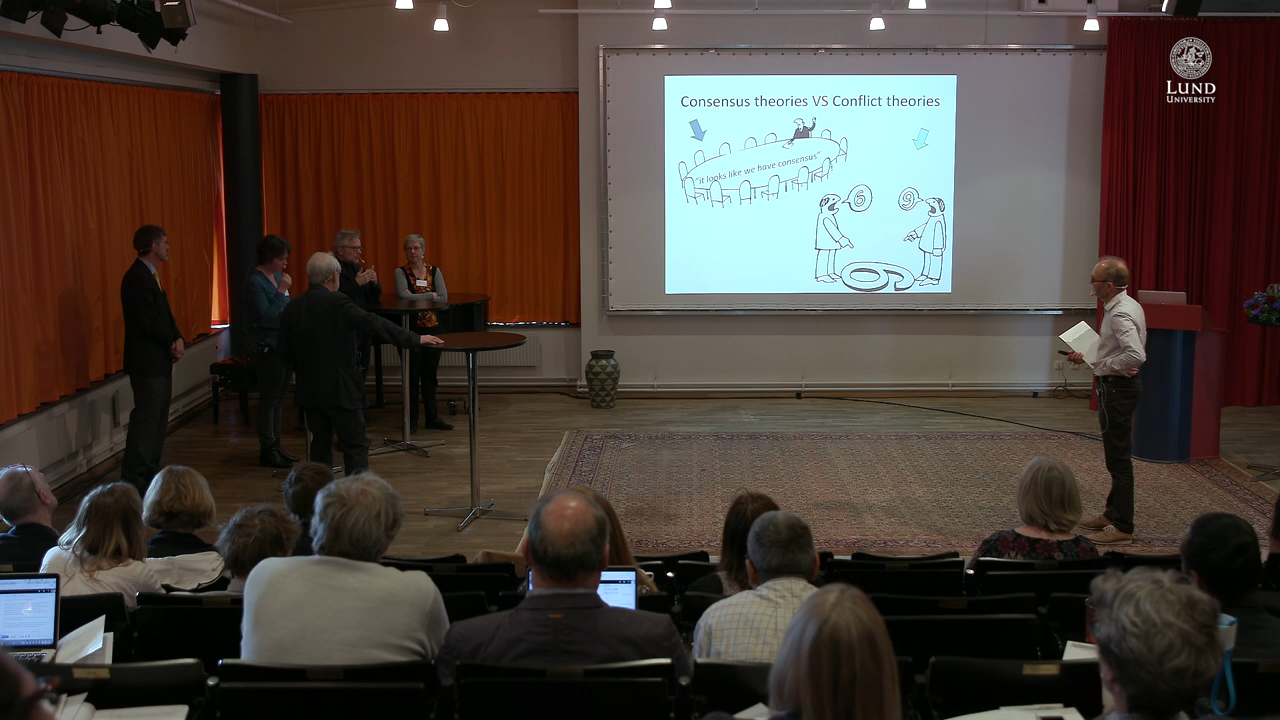 LUND
UNIVERSITY
Consensus theories VS Conflict theories
"it looks like we have consensus"
6
9